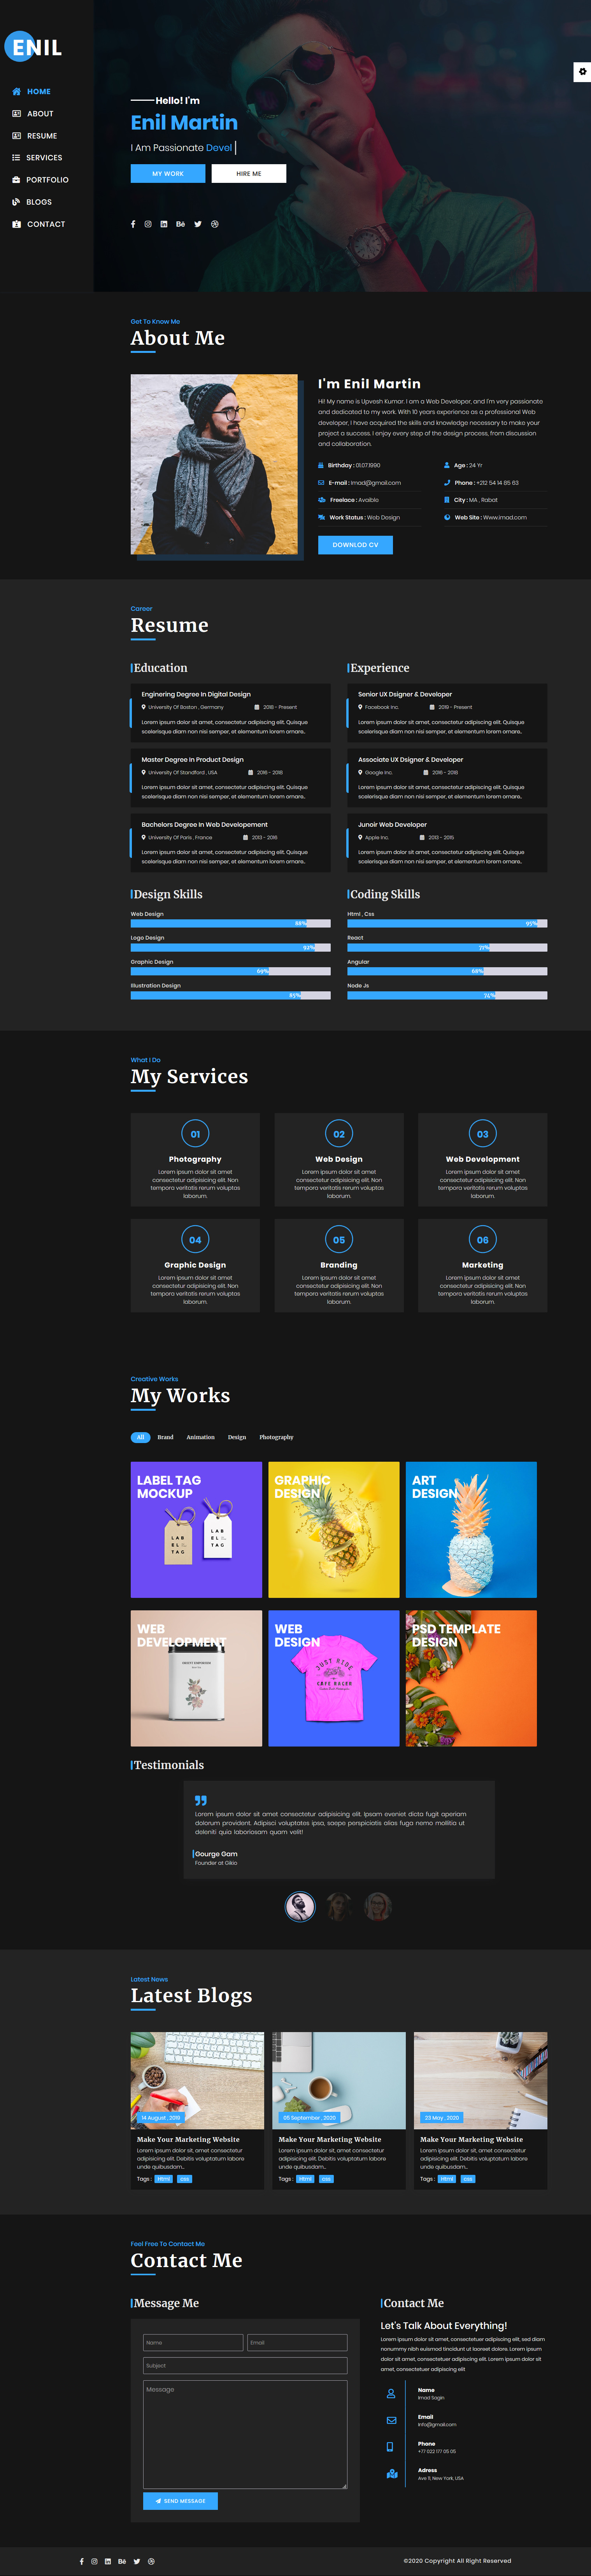 ENIL
HOME
ABOUT
RESUME
SERVICES
PORTFOLIO
BLOGS
CONTACT
Hello! I'm
Enil Martin
I Am Passionate Devel
MY WORK
HIRE ME
Get To Know Me
About Me
I'm Enil Martin
Hi! My name is Upvesh Kumar. I am a Web Developer, and I'm very passionate
and dedicated to my work. With 10 years experience as a professional Web
developer, I have acquired the skills and knowledge necessary to make your
project a success. I enjoy every step of the design process, from discussion
and collaboration.
Birthday : 01.07.1990
Age : 24 Yr
E-mail : Imad@gmail.com
Phone : +212 54 14 85 63
Freelace : Avaible
City : MA , Rabat
Work Status : Web Design
Web Site : Www.imad.com
DOWNLOD CV
Career
Resume
Education
Enginering Degree In Digital Design
University Of Boston , Germany 2018 - Present
Lorem ipsum dolor sit amet, consectetur adipiscing elit. Quisque
scelerisque diam non nisi semper, at elementum lorem ornare..
Master Degree In Product Design
University Of Standford , USA 2016 - 2018
Lorem ipsum dolor sit amet, consectetur adipiscing elit. Quisque
scelerisque diam non nisi semper, at elementum lorem ornare..
Bachelors Degree In Web Developement
University Of Paris , France 2013 - 2016
Lorem ipsum dolor sit amet, consectetur adipiscing elit. Quisque
scelerisque diam non nisi semper, at elementum lorem ornare..
Experience
Senior UX Dsigner & Developer
Facebook Inc. 2019 - Present
Lorem ipsum dolor sit amet, consectetur adipiscing elit. Quisque
scelerisque diam non nisi semper, at elementum lorem ornare..
Associate UX Dsigner & Developer
Google Inc. 2016 - 2018
Lorem ipsum dolor sit amet, consectetur adipiscing elit. Quisque
scelerisque diam non nisi semper, at elementum lorem ornare..
Junoir Web Developer
Apple Inc. 2013 - 2015
Lorem ipsum dolor sit amet, consectetur adipiscing elit. Quisque
scelerisque diam non nisi semper, at elementum lorem ornare..
Design Skills
Web Design
88%
Logo Design
92%
Graphic Design
69%
Illustration Design
85%
Coding Skills
Html , Css
95%
React
71%
Angular
68%
Node Js
74%
What I Do
My Services
01
Photography
Lorem ipsum dolor sit amet
consectetur adipisicing elit. Non
tempora veritatis rerum voluptas
laborum.
02
Web Design
Lorem ipsum dolor sit amet
consectetur adipisicing elit. Non
tempora veritatis rerum voluptas
laborum.
03
Web Development
Lorem ipsum dolor sit amet
consectetur adipisicing elit. Non
tempora veritatis rerum voluptas
laborum.
04
Graphic Design
Lorem ipsum dolor sit amet
consectetur adipisicing elit. Non
tempora veritatis rerum voluptas
laborum.
05
Branding
Lorem ipsum dolor sit amet
consectetur adipisicing elit. Non
tempora veritatis rerum voluptas
laborum.
06
Marketing
Lorem ipsum dolor sit amet
consectetur adipisicing elit. Non
tempora veritatis rerum voluptas
laborum.
Creative Works
My Works
All
Brand
Animation
Design
Photography
LABEL TAG
MOCKUP
LAB
EL
TAG
LAB
EL
TAG
GRAPHIC
DESIGN
ART
DESIGN
WEB
DEVELOPMENT
WEB
DESIGN
JUST RIDE
CAFE RACER
PSD TEMPLATE
DESIGN
Testimonials
Lorem ipsum dolor sit amet consectetur adipisicing elit. Ipsam eveniet dicta fugit aperiam
dolorum provident. Adipisci voluptates ipsa, saepe perspiciatis alias fuga nemo mollitia ut
deleniti quia laboriosam quam velit!
Gourge Gam
Founder at Glkio
Latest News
Latest Blogs
14 August , 2019
Make Your Marketing Website
Lorem ipsum dolor sit, amet consectetur
adipisicing elit. Debitis voluptatum labore
unde quibusdam...
Tags : Html css
05 September , 2020
Make Your Marketing Website
Lorem ipsum dolor sit, amet consectetur
adipisicing elit. Debitis voluptatum labore
unde quibusdam...
Tags : Html css
23 May , 2020
Make Your Marketing Website
Lorem ipsum dolor sit, amet consectetur
adipisicing elit. Debitis voluptatum labore
unde quibusdam...
Tags : Html css
Feel Free To Contact Me
Contact Me
Message Me
Name
Email
Subject
Message
SEND MESSAGE
Contact Me
Let's Talk About Everything!
Lorem ipsum dolor sit amet, consectetuer adipiscing elit, sed diam
nonummy nibh euismod tincidunt ut laoreet dolore. Lorem ipsum
dolor sit amet, consectetuer adipiscing elit, Lorem ipsum dolor sit
amet, consectetuer adipiscing elit
Name
Imad Sagin
Email
Info@gmail.com
Phone
+77 022 177 05 05
Adress
Ave 11, New York, USA
©2020 Copyright All Right Reserved